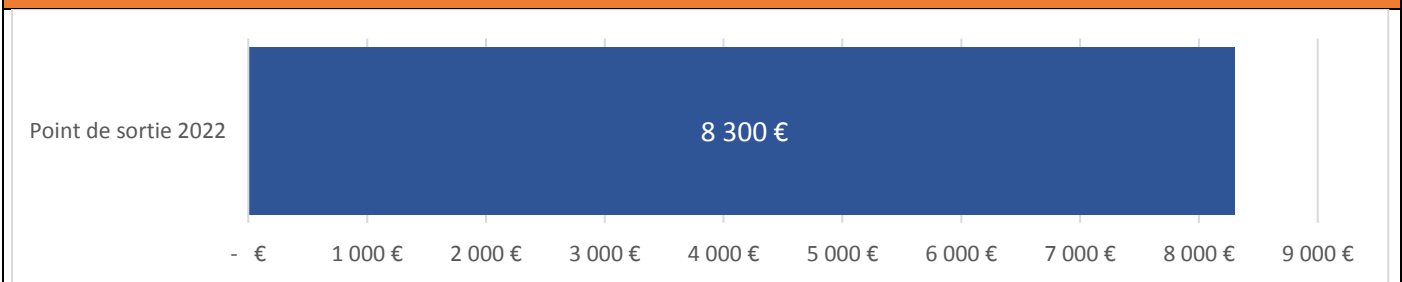 Point de sortie 2022
8 300 €
- € 1 000 € 2 000 € 3 000 € 4 000 € 5 000 € 6 000 € 7 000 € 8 000 € 9 000 €